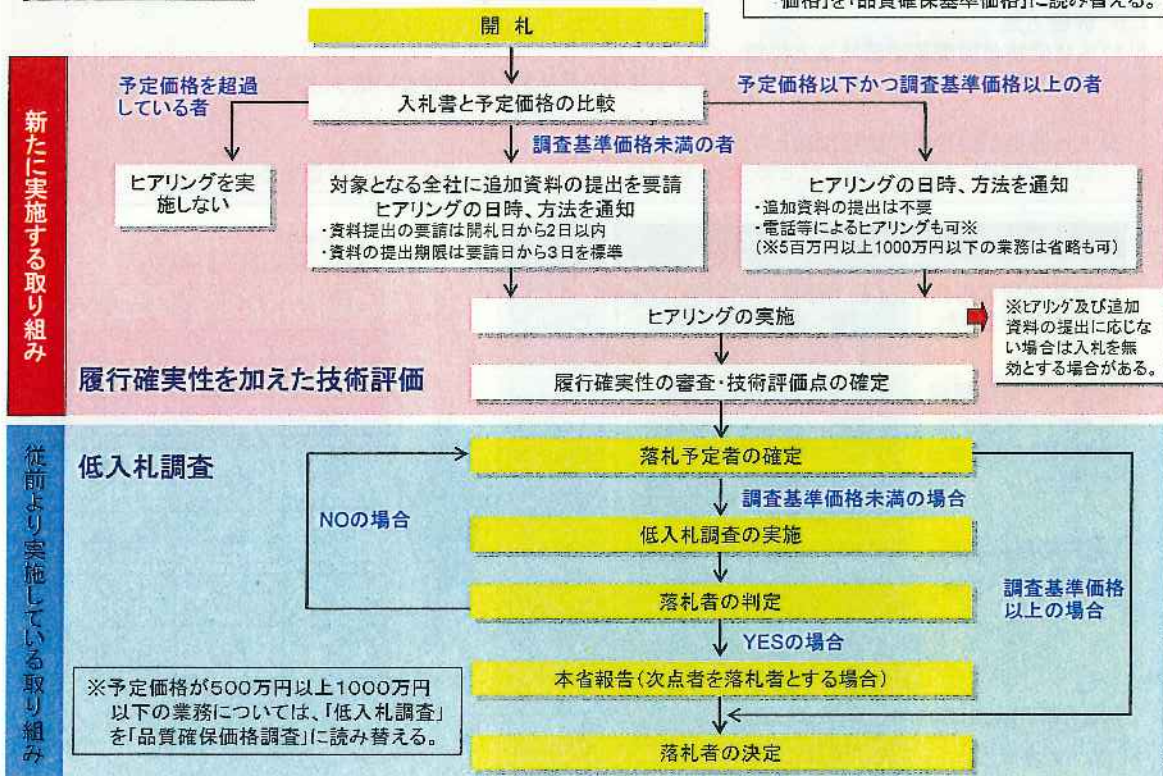 価格」を「品質確保基準価格」に読み替える。
開 札
新たに実施する取り組み
予定価格を超過
している者
入札書と予定価格の比較
予定価格以下かつ調査基準価格以上の者
調査基準価格未満の者
ヒアリングを実
施しない
対象となる全社に追加資料の提出を要請
ヒアリングの日時、方法を通知
・資料提出の要請は開札日から2日以内
・資料の提出期限は要請日から3日を標準
ヒアリングの日時、方法を通知
・追加資料の提出は不要
・電話等によるヒアリングも可※
(※5百万円以上1000万円以下の業務は省略も可)
ヒアリングの実施
※ヒアリング及び追加
資料の提出に応じな
い場合は入札を無
効とする場合がある。
履行確実性を加えた技術評価
履行確実性の審査・技術評価点の確定
従前より実施している取り組み
低入札調査
落札予定者の確定
調査基準価格未満の場合
NOの場合
低入札調査の実施
落札者の判定
調査基準価格
以上の場合
YESの場合
本省報告(次点者を落札者とする場合)
※予定価格が500万円以上1000万円
以下の業務については、「低入札調査」
を「品質確保価格調査」に読み替える。
落札者の決定